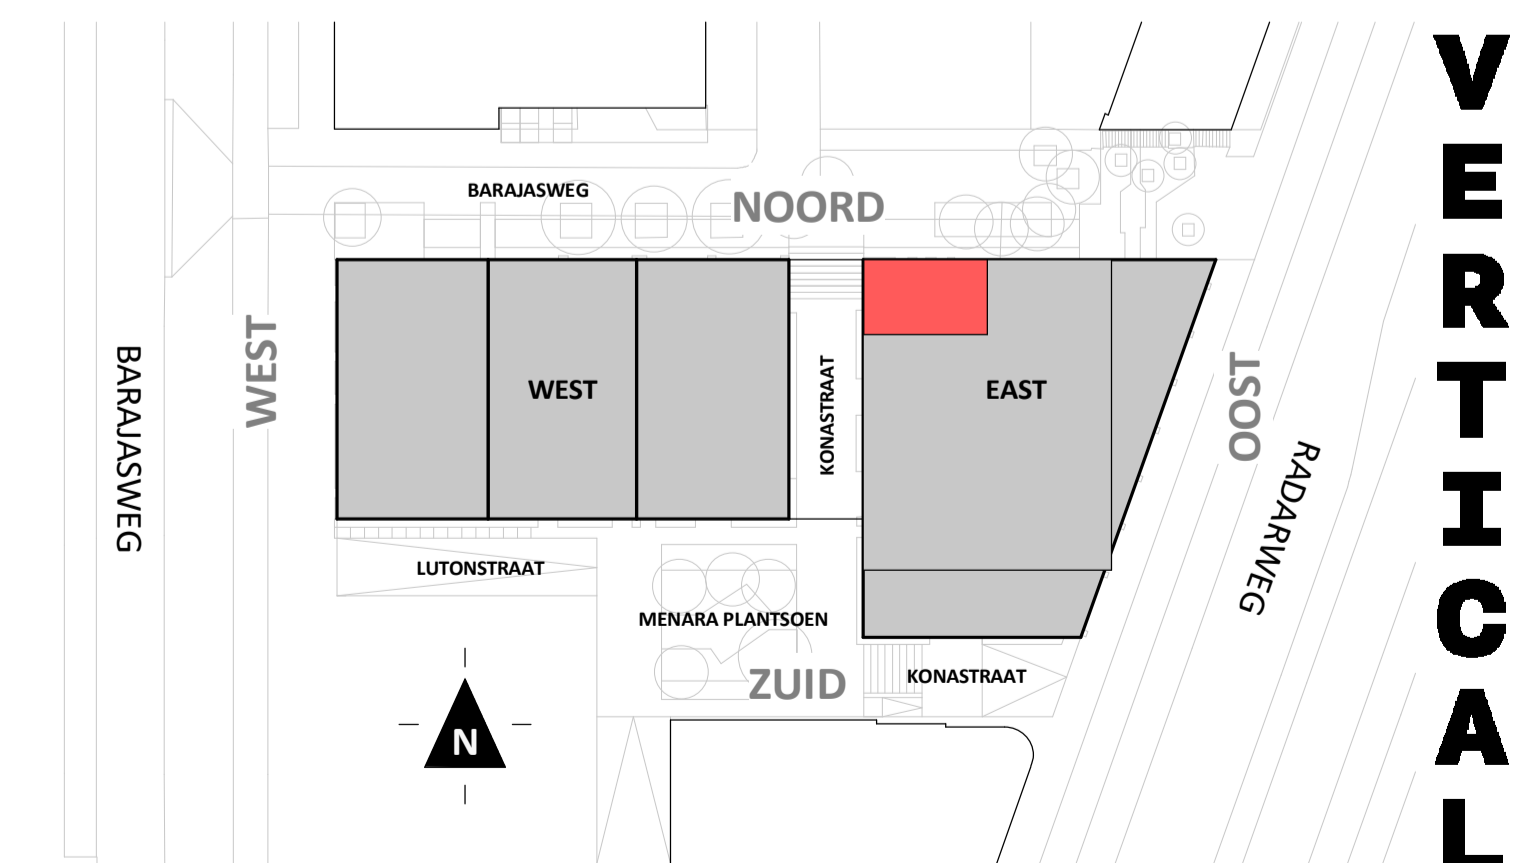 BARAJASWEG
NOORD
WEST
BARAJASWEG
WEST
KONASTRAAT
EAST
OOST
RADARWEG
LUTONSTRAAT
MENARA PLANTSOEN
ZUID
KONASTRAAT
N
VERTICAL